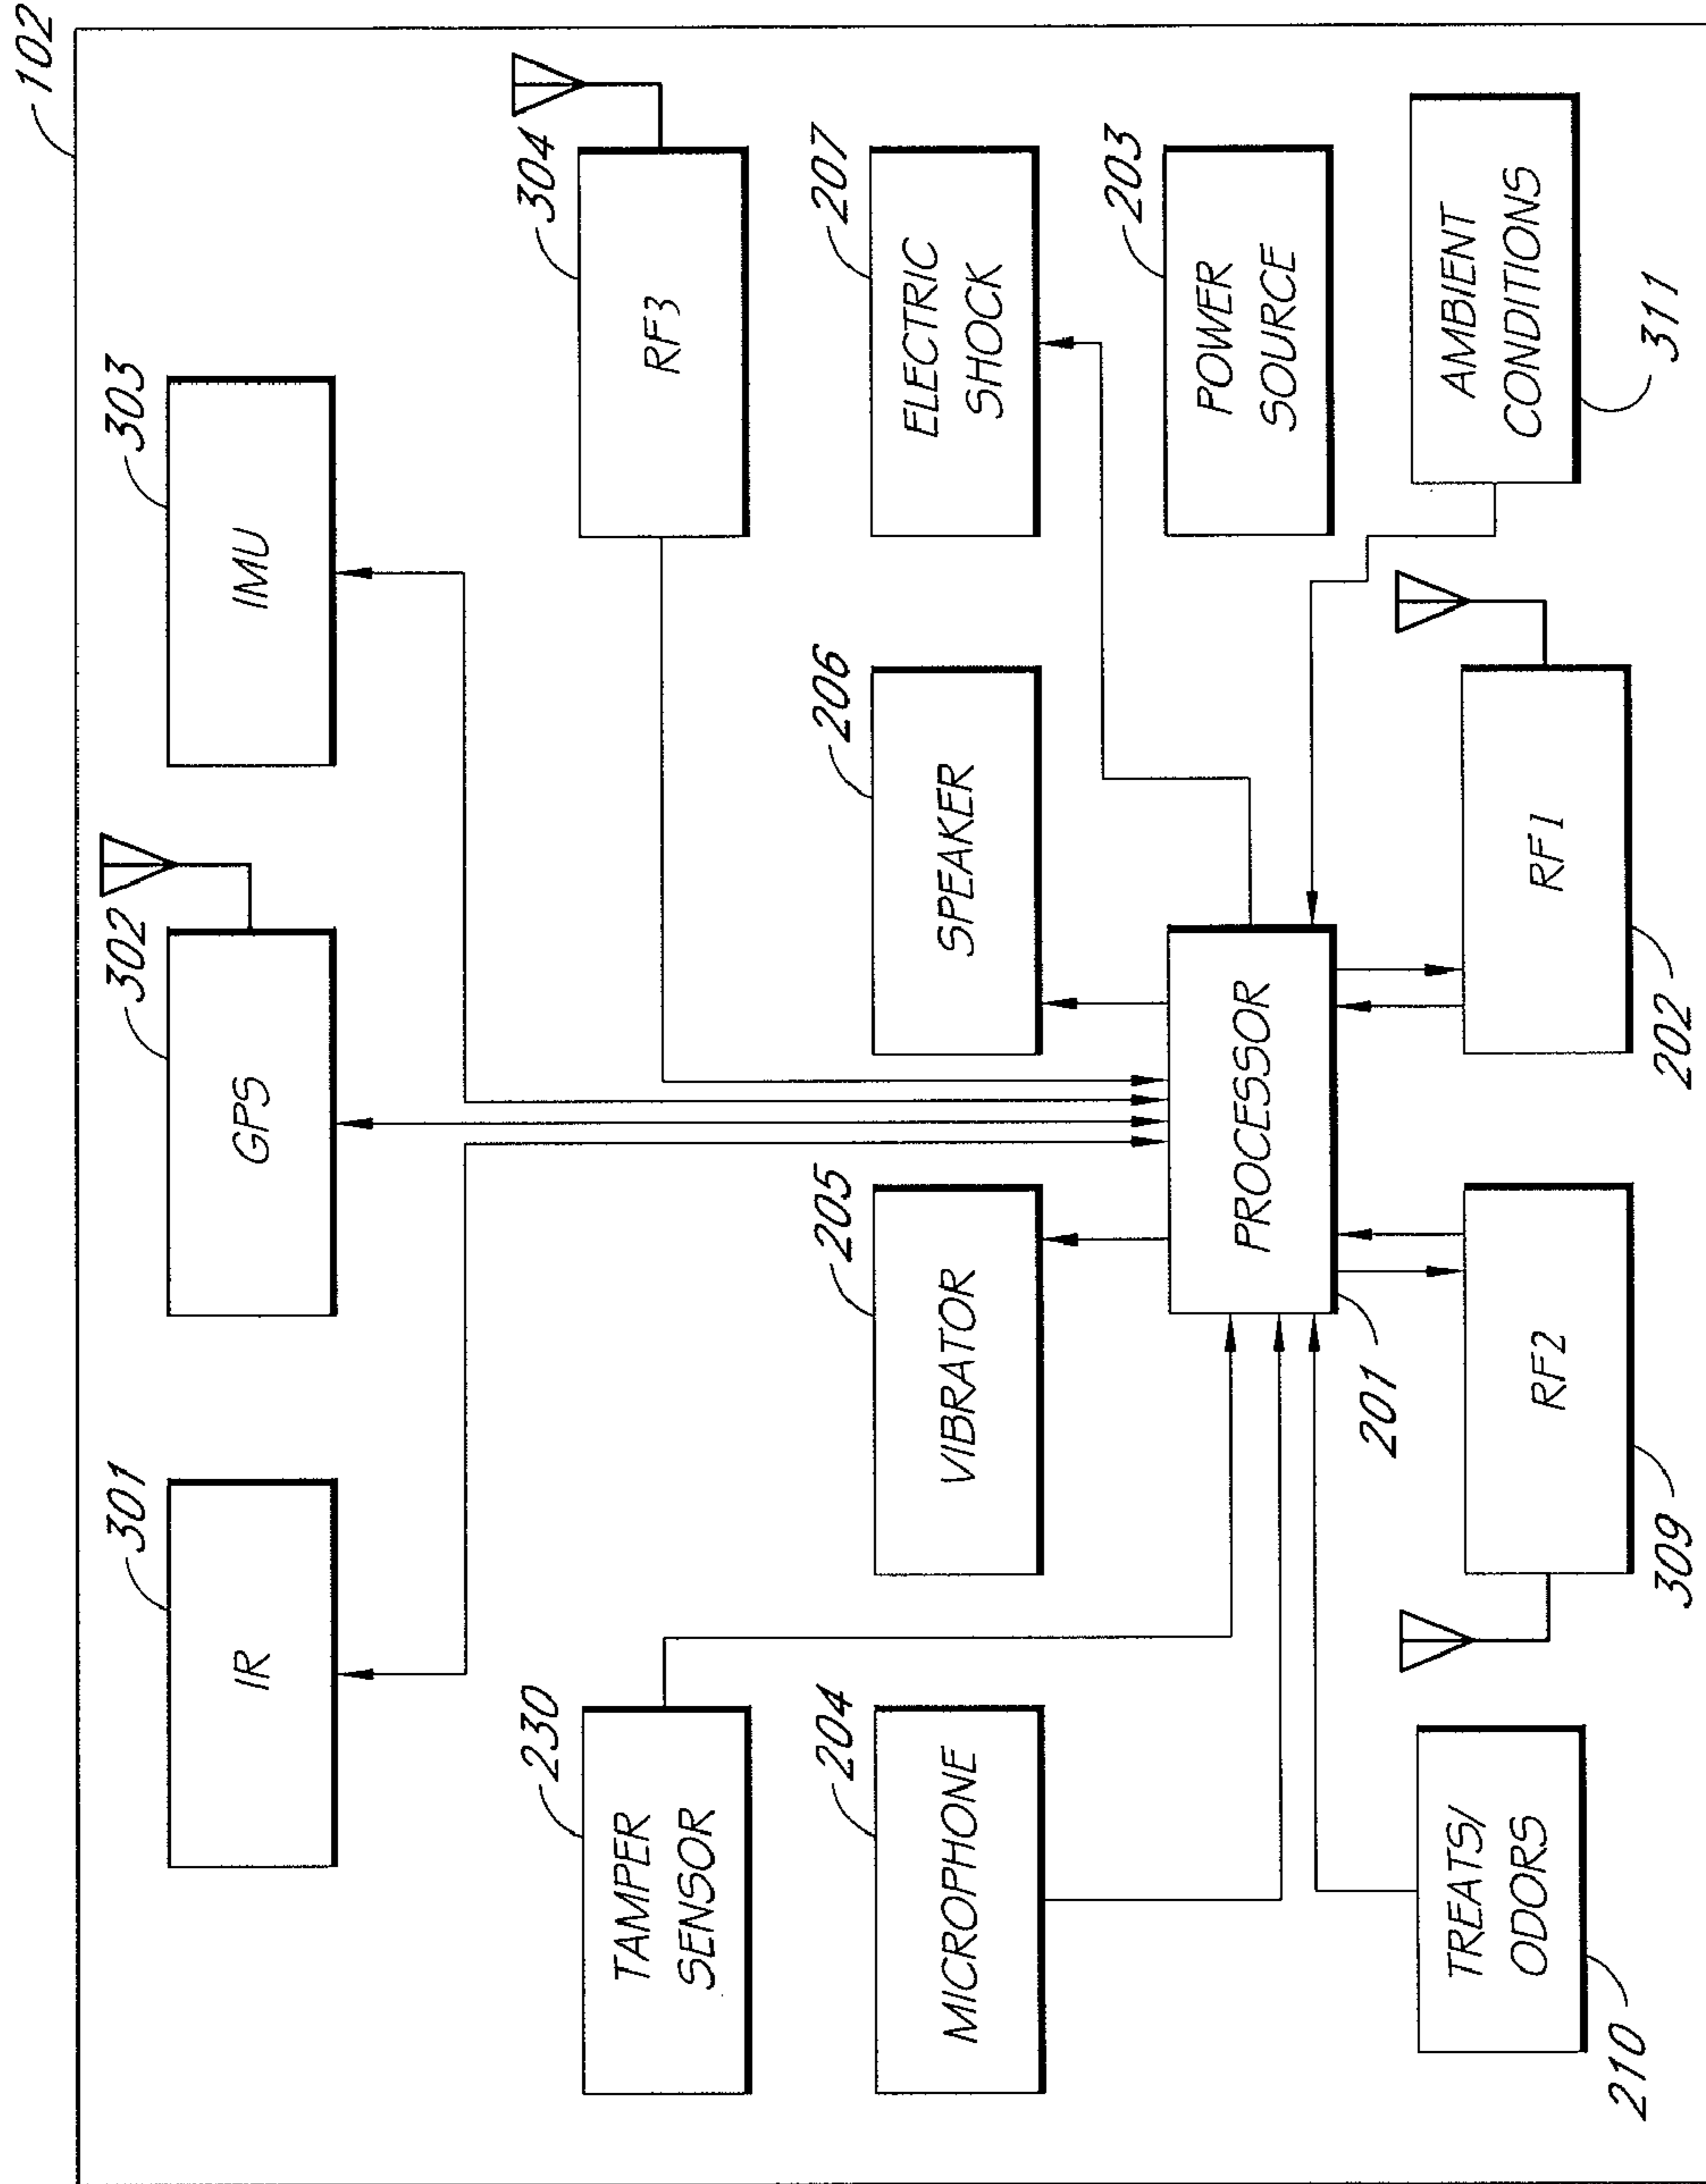 102
301
IR
302
GPS
303
IMU
230
TAMPER
SENSOR
304
RF3
204
MICROPHONE
205
VIBRATOR
206
SPEAKER
207
ELECTRIC
SHOCK
PROCESSOR
201
203
POWER
SOURCE
TREATS/
ODORS
210
RF2
309
RF1
202
AMBIENT
CONDITIONS
311